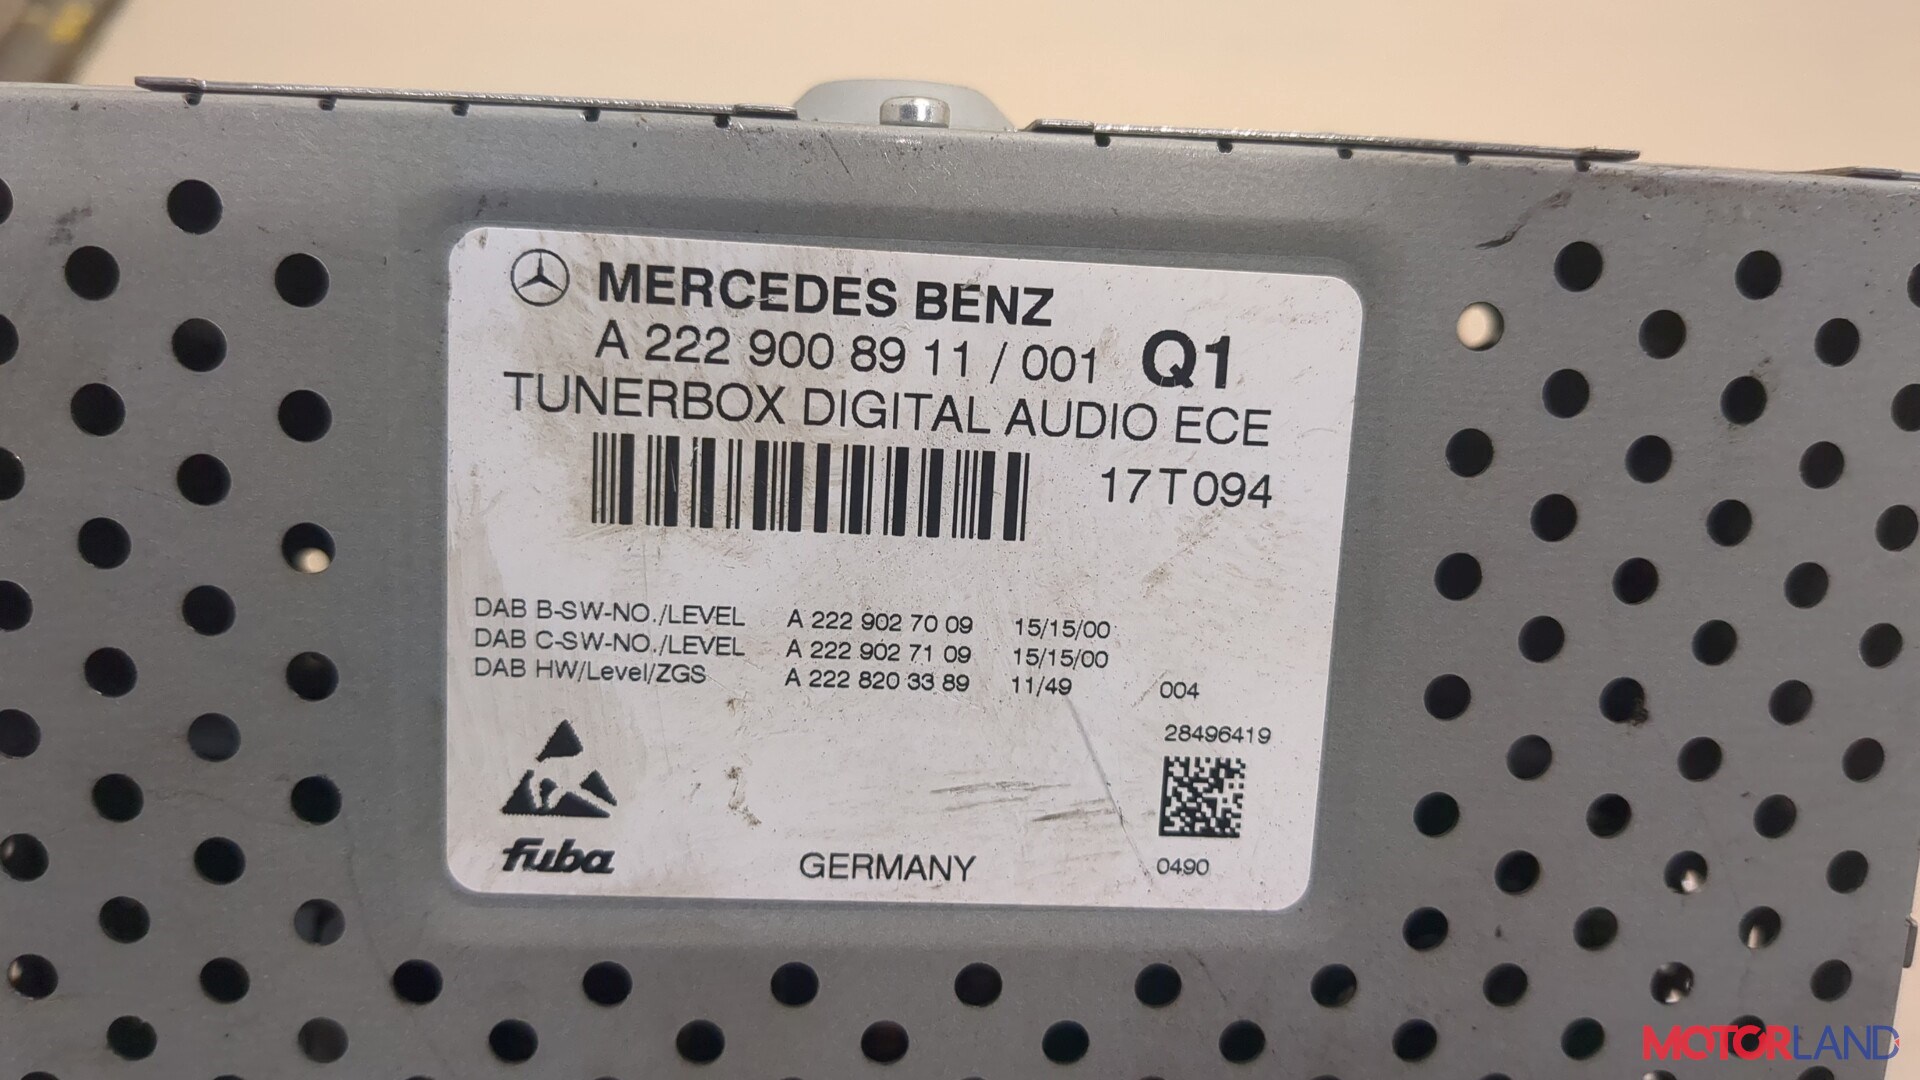 MERCEDES BENZ
A 222 900 89 11 / 001 Q1
TUNERBOX DIGITAL AUDIO ECE
17T094
DAB B-SW-NO./LEVEL A 222 902 70 09 15/15/00
DAB C-SW-NO./LEVEL A 222 902 71 09 15/15/00
DAB HW/Level/ZGS A 222 820 33 89 11/49 004
28496419
fuba GERMANY 0490
MOTORLAND